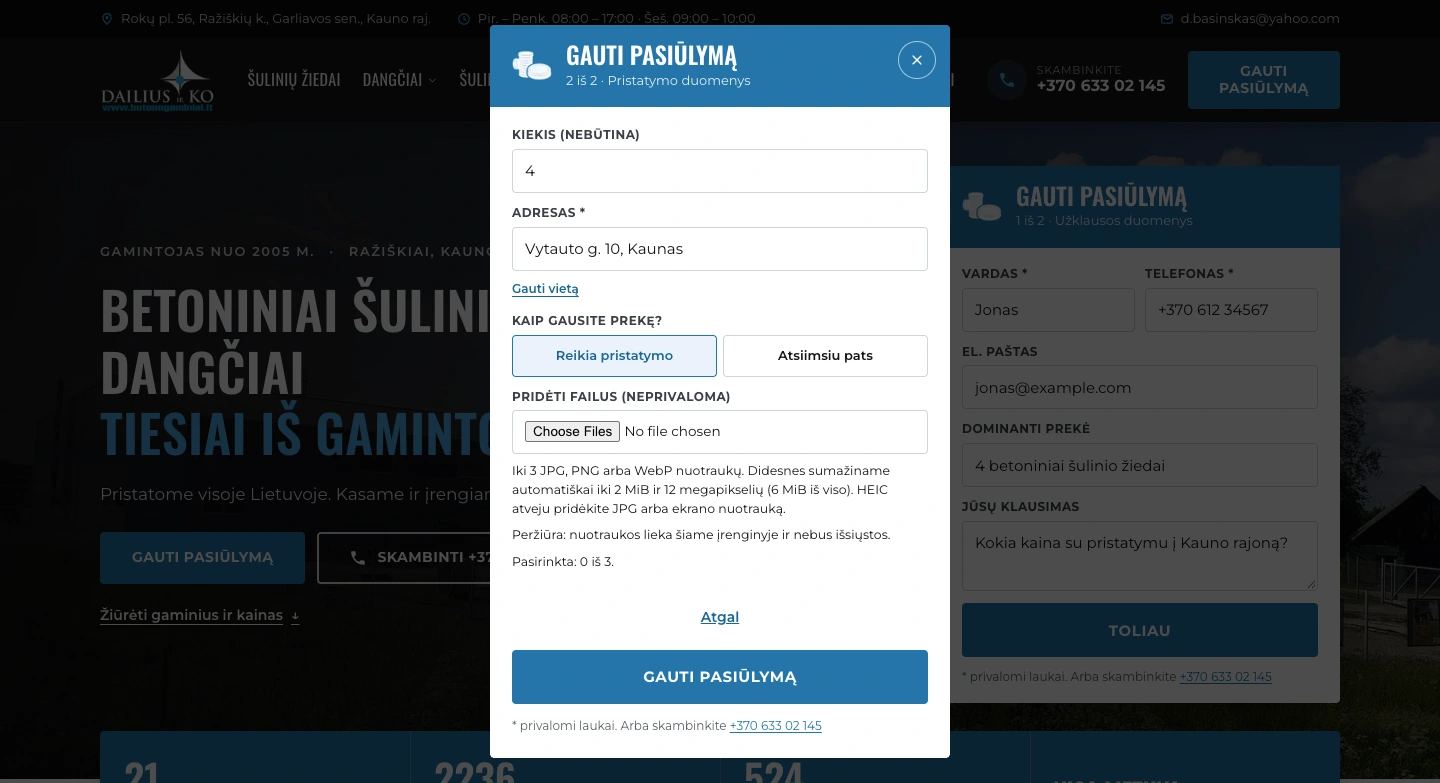 Rokų pl. 56, Ražiškių k., Garliavos sen., Kauno raj.
Pir. – Penk. 08:00 – 17:00 · Šeš. 09:00 – 10:00
d.basinskas@yahoo.com
DAILIUS IR KO
www.betonogaminiai.lt
ŠULINIŲ ŽIEDAI
DANGČIAI
SKAMBINKITE
+370 633 02 145
GAUTI
PASIŪLYMĄ
GAUTI PASIŪLYMĄ
2 iš 2 · Pristatymo duomenys
KIEKIS (NEBŪTINA)
4
ADRESAS *
Vytauto g. 10, Kaunas
Gauti vietą
KAIP GAUSITE PREKĘ?
Reikia pristatymo
Atsiimsiu pats
PRIDĖTI FAILUS (NEPRIVALOMA)
Choose Files No file chosen
Iki 3 JPG, PNG arba WebP nuotraukų. Didesnes sumažiname
automatiškai iki 2 MiB ir 12 megapikselių (6 MiB iš viso). HEIC
atveju pridėkite JPG arba ekrano nuotrauką.
Peržiūra: nuotraukos lieka šiame įrenginyje ir nebus išsiųstos.
Pasirinkta: 0 iš 3.
Atgal
GAUTI PASIŪLYMĄ
* privalomi laukai. Arba skambinkite +370 633 02 145
GAMINTOJAS NUO 2005 M. · RAŽIŠKIAI,
BETONINIAI
DANGČIAI
TIESIAI IŠ
Pristatome visoje Lietuvoje. Kasame ir
GAUTI PASIŪLYMĄ
SKAMBINTI
Žiūrėti gaminius ir kainas ↓
GAUTI PASIŪLYMĄ
1 iš 2 · Užklausos duomenys
VARDAS *
TELEFONAS *
Jonas
+370 612 34567
EL. PAŠTAS
jonas@example.com
DOMINANTI PREKĖ
4 betoniniai šulinio žiedai
JŪSŲ KLAUSIMAS
Kokia kaina su pristatymu į Kauno rajoną?
TOLIAU
* privalomi laukai. Arba skambinkite +370 633 02 145
21
2236
524